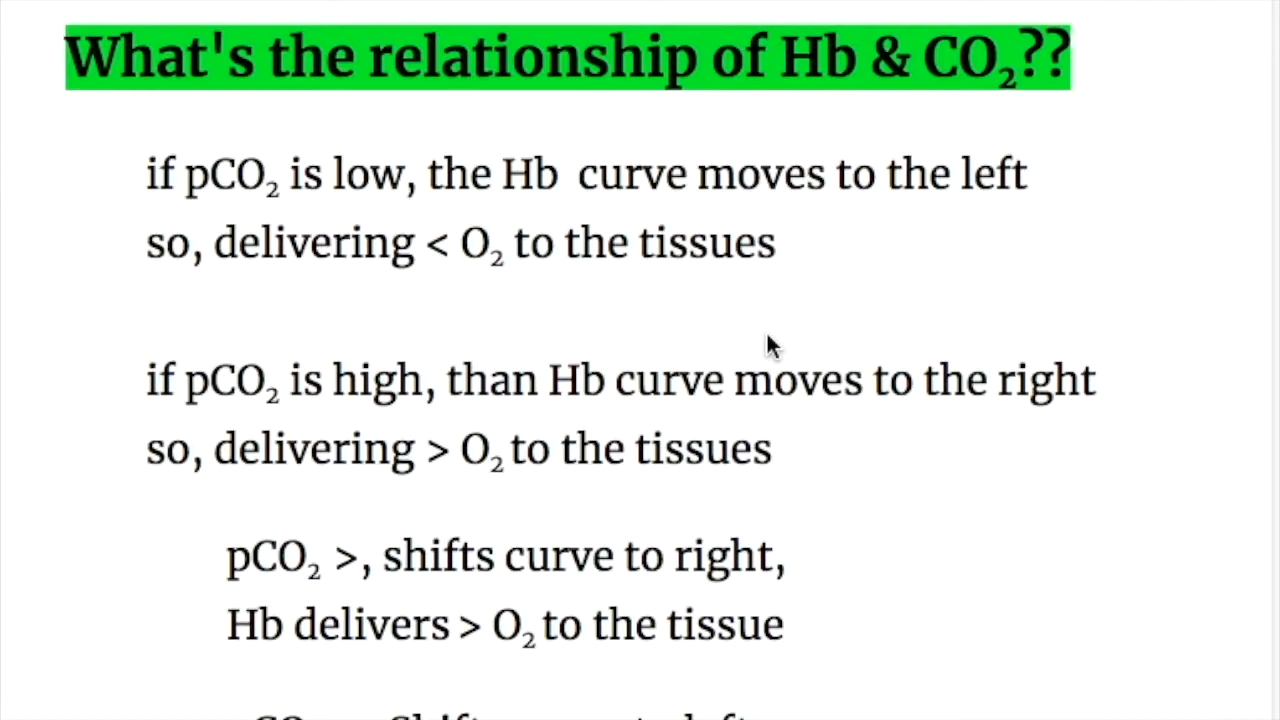 What's the relationship of Hb & CO₂??
if pCO₂ is low, the Hb curve moves to the left
so, delivering < O₂ to the tissues
if pCO₂ is high, than Hb curve moves to the right
so, delivering > O₂ to the tissues
pCO₂ >, shifts curve to right,
Hb delivers > O₂ to the tissue